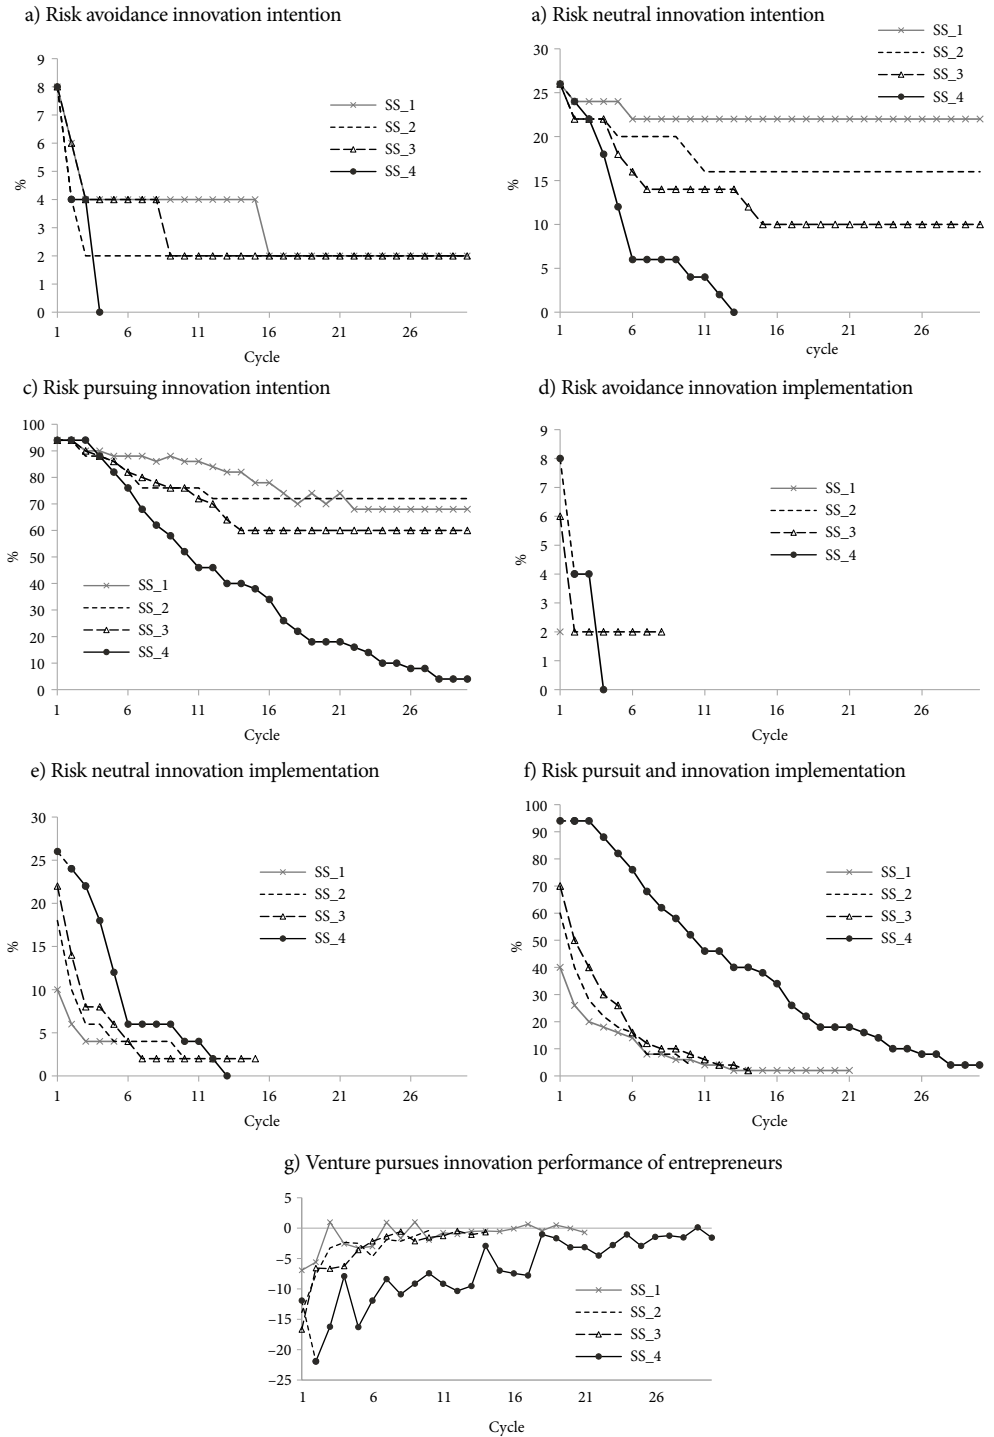 a) Risk avoidance innovation intention
9
8
7
6
5
4
3
2
1
0
%
1 6 11 16 21 26
Cycle
SS_1
SS_2
SS_3
SS_4
a) Risk neutral innovation intention
30
25
20
15
10
5
0
%
1 6 11 16 21 26
cycle
SS_1
SS_2
SS_3
SS_4
c) Risk pursuing innovation intention
100
90
80
70
60
50
40
30
20
10
0
%
1 6 11 16 21 26
Cycle
SS_1
SS_2
SS_3
SS_4
d) Risk avoidance innovation implementation
9
8
7
6
5
4
3
2
1
0
%
1 6 11 16 21 26
Cycle
SS_1
SS_2
SS_3
SS_4
e) Risk neutral innovation implementation
30
25
20
15
10
5
0
%
1 6 11 16 21 26
Cycle
SS_1
SS_2
SS_3
SS_4
f) Risk pursuit and innovation implementation
100
90
80
70
60
50
40
30
20
10
0
%
1 6 11 16 21 26
Cycle
SS_1
SS_2
SS_3
SS_4
g) Venture pursues innovation performance of entrepreneurs
5
0
−5
−10
−15
−20
−25
1 6 11 16 21 26
Cycle
SS_1
SS_2
SS_3
SS_4